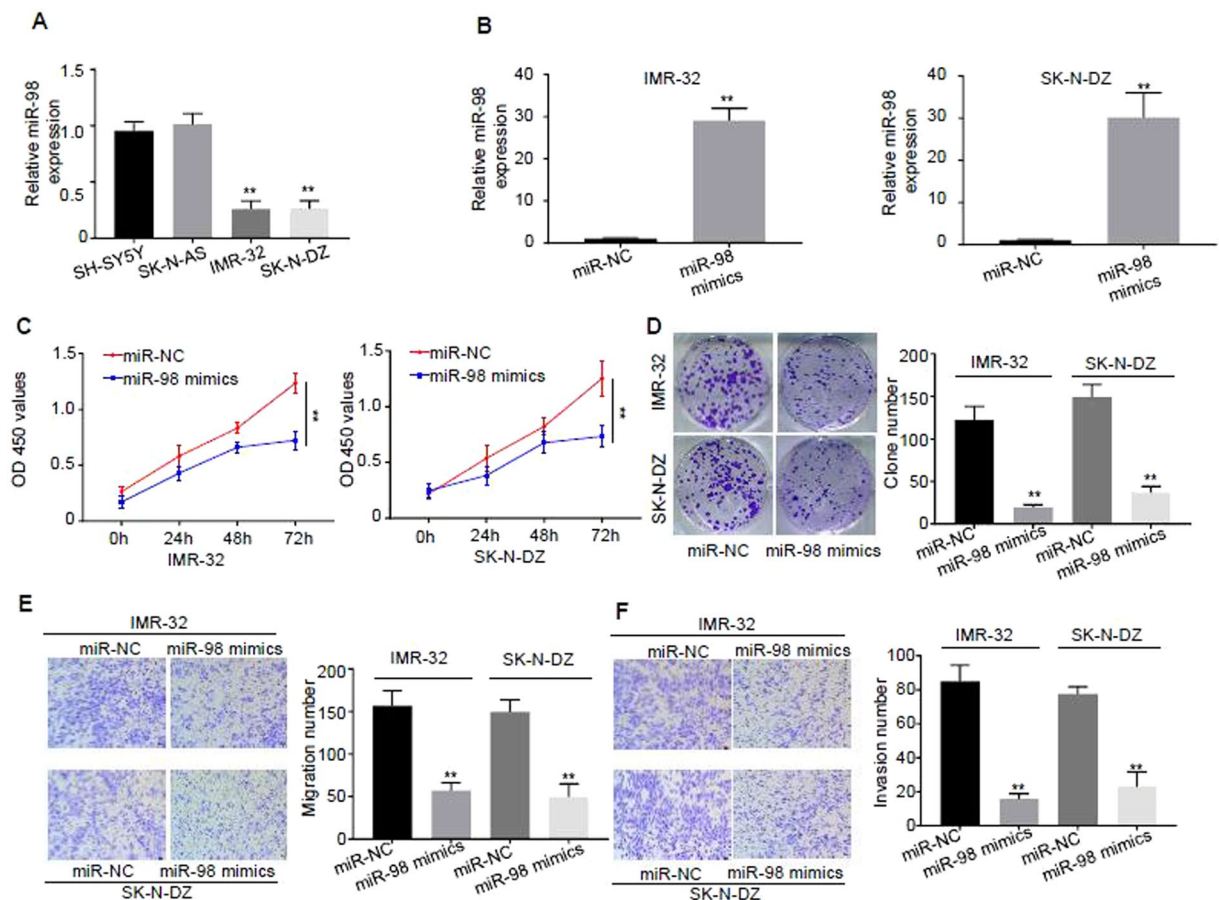 A
Relative miR-98
expression
1.5
1.0
0.5
0
**
**
SH-SY5Y
SK-N-AS
IMR-32
SK-N-DZ
B
Relative miR-98
expression
40
30
20
10
0
IMR-32
**
miR-NC
miR-98
mimics
Relative miR-98
expression
40
30
20
10
0
SK-N-DZ
**
miR-NC
miR-98
mimics
C
OD 450 values
1.5
1.0
0.5
0
miR-NC
miR-98 mimics
**
0h
24h
48h
72h
IMR-32
OD 450 values
1.5
1.0
0.5
0
miR-NC
miR-98 mimics
**
0h
24h
48h
72h
SK-N-DZ
D
IMR-32
SK-N-DZ
miR-NC
miR-98 mimics
Clone number
200
150
100
50
0
IMR-32
SK-N-DZ
**
**
miR-NC
miR-98 mimics
miR-NC
miR-98 mimics
E
IMR-32
miR-NC
miR-98 mimics
miR-NC
miR-98 mimics
SK-N-DZ
Migration number
200
150
100
50
0
IMR-32
SK-N-DZ
**
**
miR-NC
miR-98 mimics
miR-NC
miR-98 mimics
F
IMR-32
miR-NC
miR-98 mimics
miR-NC
miR-98 mimics
SK-N-DZ
Invasion number
100
80
60
40
20
0
IMR-32
SK-N-DZ
**
**
miR-NC
miR-98 mimics
miR-NC
miR-98 mimics